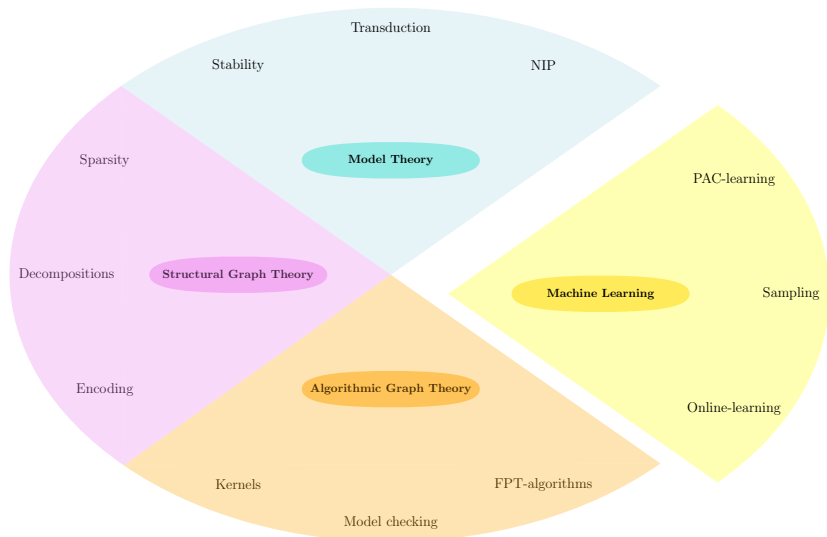 Transduction
Stability
NIP
Model Theory
Sparsity
Decompositions
Structural Graph Theory
Encoding
PAC-learning
Machine Learning
Sampling
Online-learning
Algorithmic Graph Theory
Kernels
FPT-algorithms
Model checking